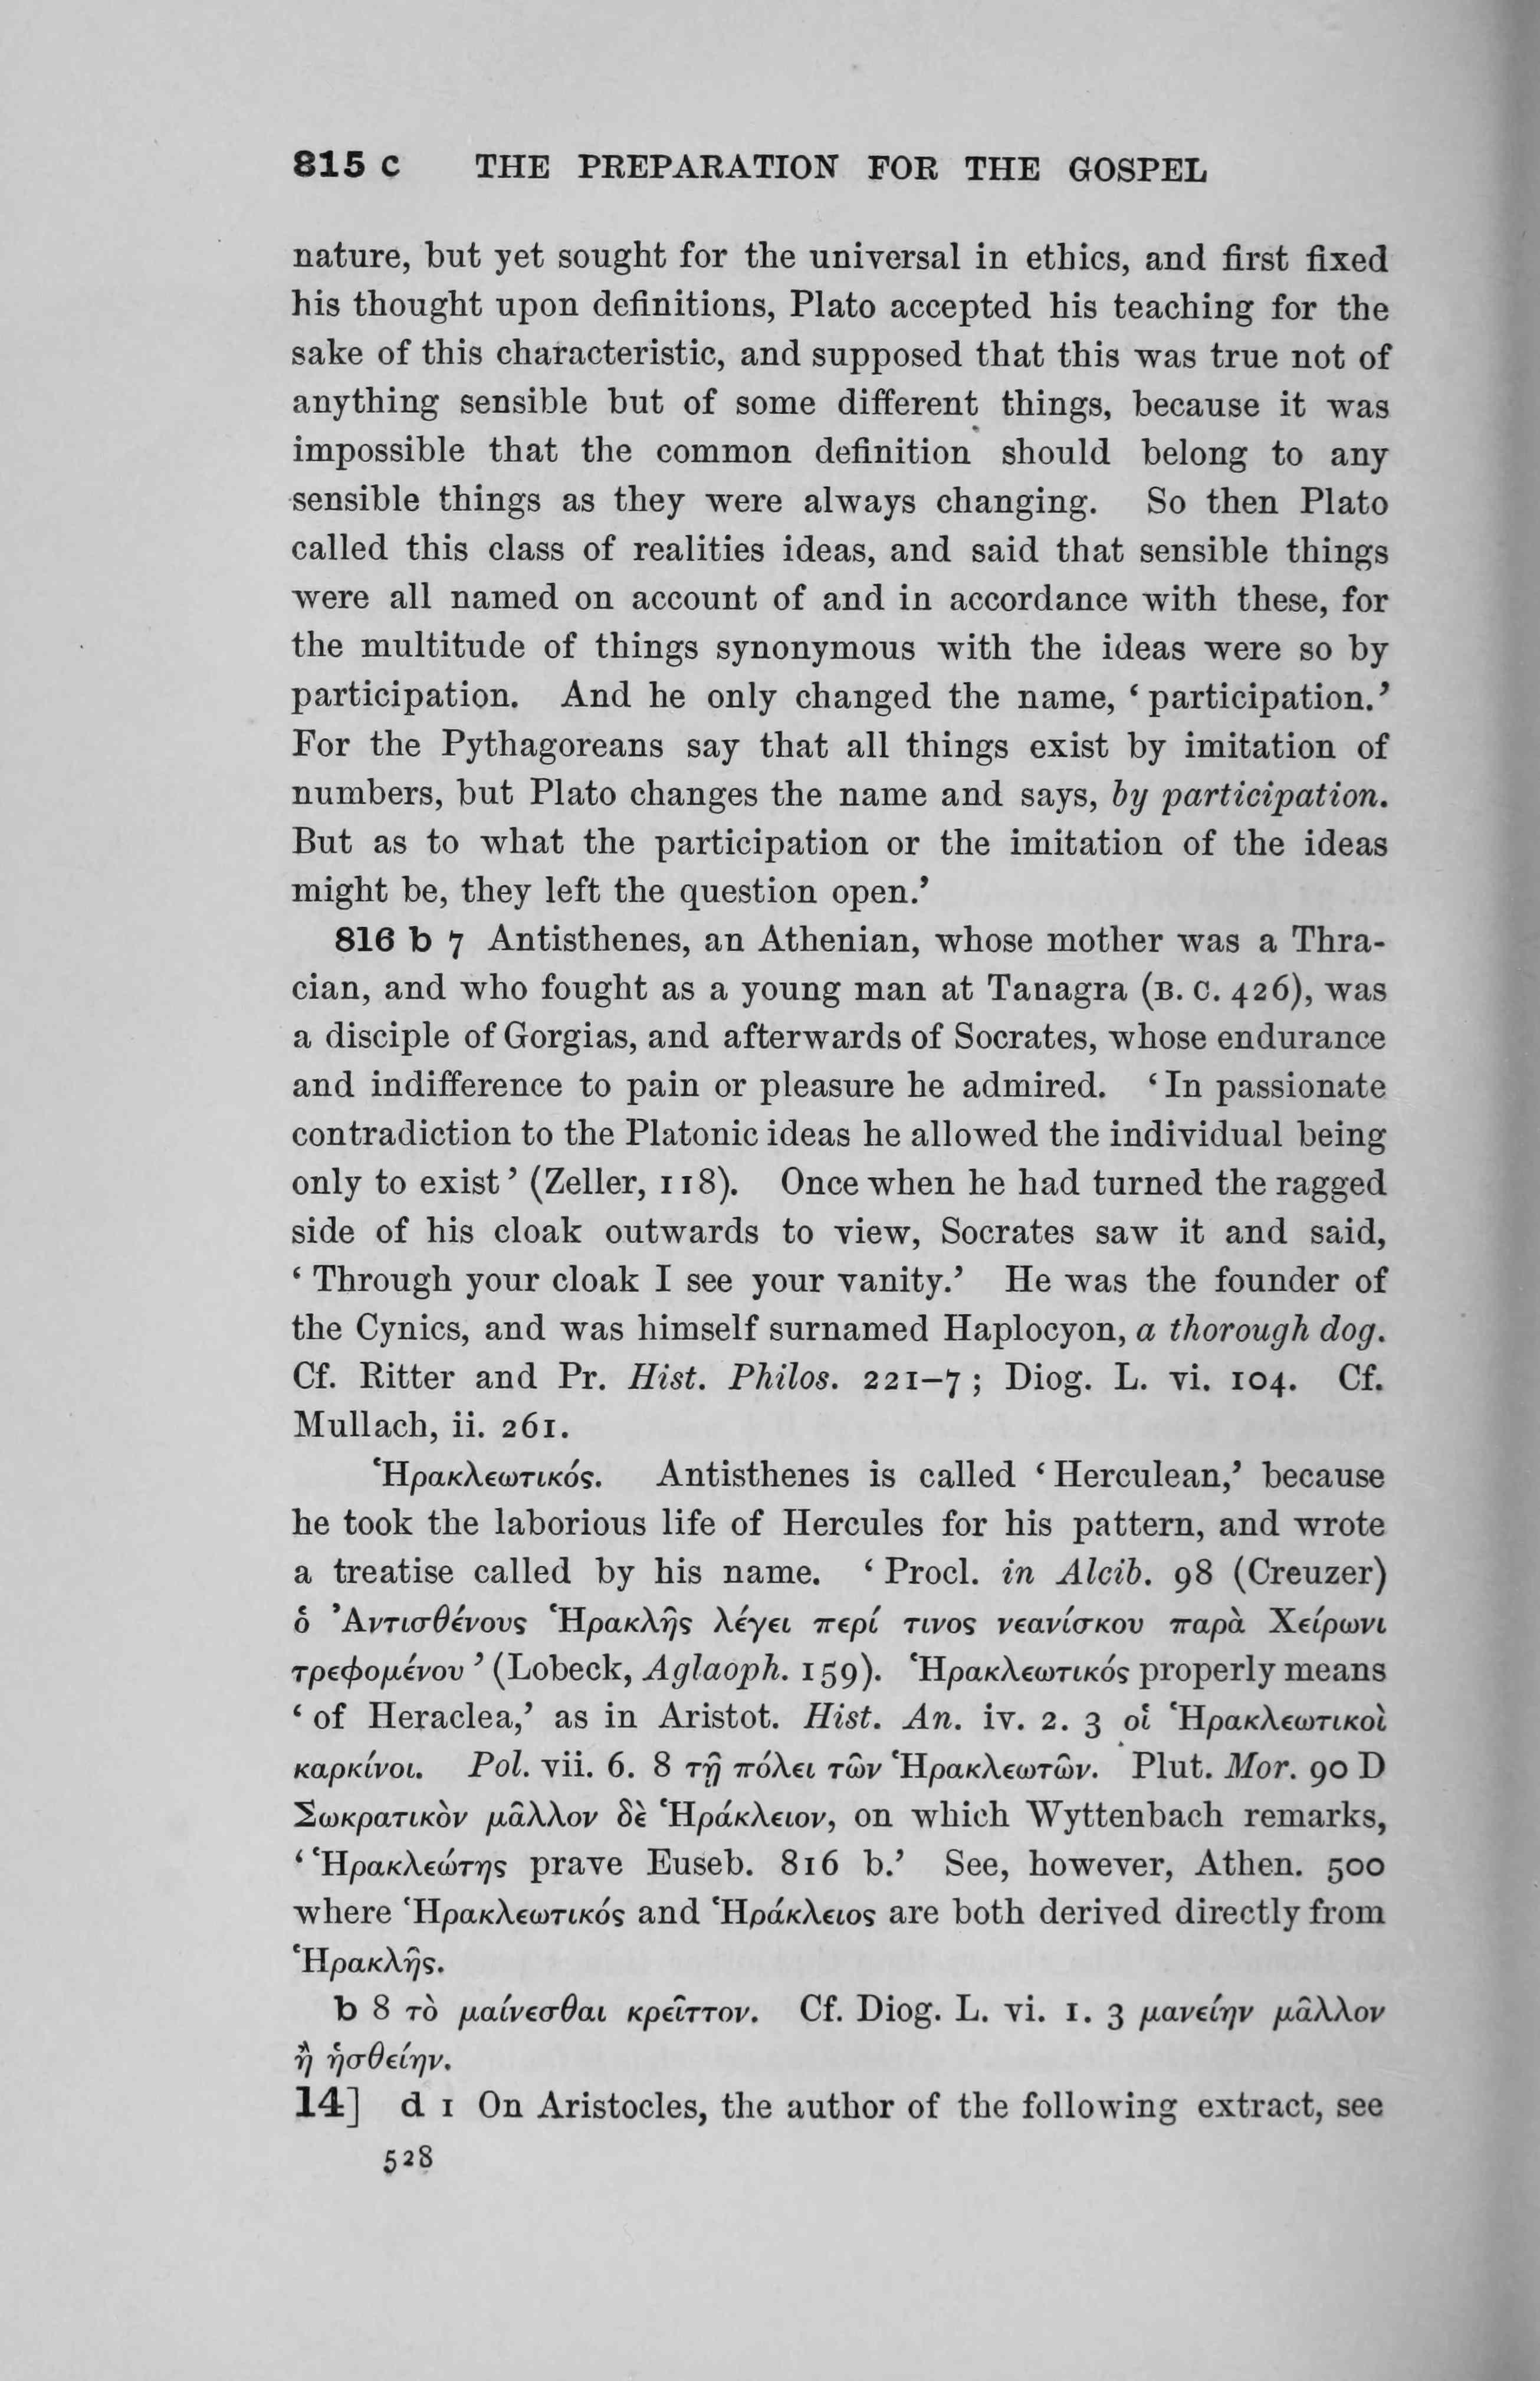 815 c THE PREPARATION FOR THE GOSPEL
nature, but yet sought for the universal in ethics, and first fixed
his thought upon definitions, Plato accepted his teaching for the
sake of this characteristic, and supposed that this was true not of
anything sensible but of some different things, because it was
impossible that the common definition should belong to any
sensible things as they were always changing. So then Plato
called this class of realities ideas, and said that sensible things
were all named on account of and in accordance with these, for
the multitude of things synonymous with the ideas were so by
participation. And he only changed the name, ‘participation.’
For the Pythagoreans say that all things exist by imitation of
numbers, but Plato changes the name and says, by participation.
But as to what the participation or the imitation of the ideas
might be, they left the question open.’
816 b 7 Antisthenes, an Athenian, whose mother was a Thra-
cian, and who fought as a young man at Tanagra (B. C. 426), was
a disciple of Gorgias, and afterwards of Socrates, whose endurance
and indifference to pain or pleasure he admired. ‘In passionate
contradiction to the Platonic ideas he allowed the individual being
only to exist’ (Zeller, 118). Once when he had turned the ragged
side of his cloak outwards to view, Socrates saw it and said,
‘Through your cloak I see your vanity.’ He was the founder of
the Cynics, and was himself surnamed Haplocyon, a thorough dog.
Cf. Ritter and Pr. Hist. Philos. 221–7; Diog. L. vi. 104. Cf.
Mullach, ii. 261.
Ἡρακλεωτικός. Antisthenes is called ‘Herculean,’ because
he took the laborious life of Hercules for his pattern, and wrote
a treatise called by his name. ‘Procl. in Alcib. 98 (Creuzer)
ὁ Ἀντισθένους Ἡρακλῆς λέγει περί τινος νεανίσκου παρὰ Χείρωνι
τρεφομένου’ (Lobeck, Aglaoph. 159). Ἡρακλεωτικός properly means
‘of Heraclea,’ as in Aristot. Hist. An. iv. 2. 3 οἱ Ἡρακλεωτικοὶ
καρκίνοι. Pol. vii. 6. 8 τῇ πόλει τῶν Ἡρακλεωτῶν. Plut. Mor. 90 D
Σωκρατικὸν μᾶλλον δὲ Ἡράκλειον, on which Wyttenbach remarks,
‘Ἡρακλεώτης prave Euseb. 816 b.’ See, however, Athen. 500
where Ἡρακλεωτικός and Ἡράκλειος are both derived directly from
Ἡρακλῆς.
b 8 τὸ μαίνεσθαι κρεῖττον. Cf. Diog. L. vi. 1. 3 μανείην μᾶλλον
ἢ ἡσθείην.
14] d 1 On Aristocles, the author of the following extract, see
528